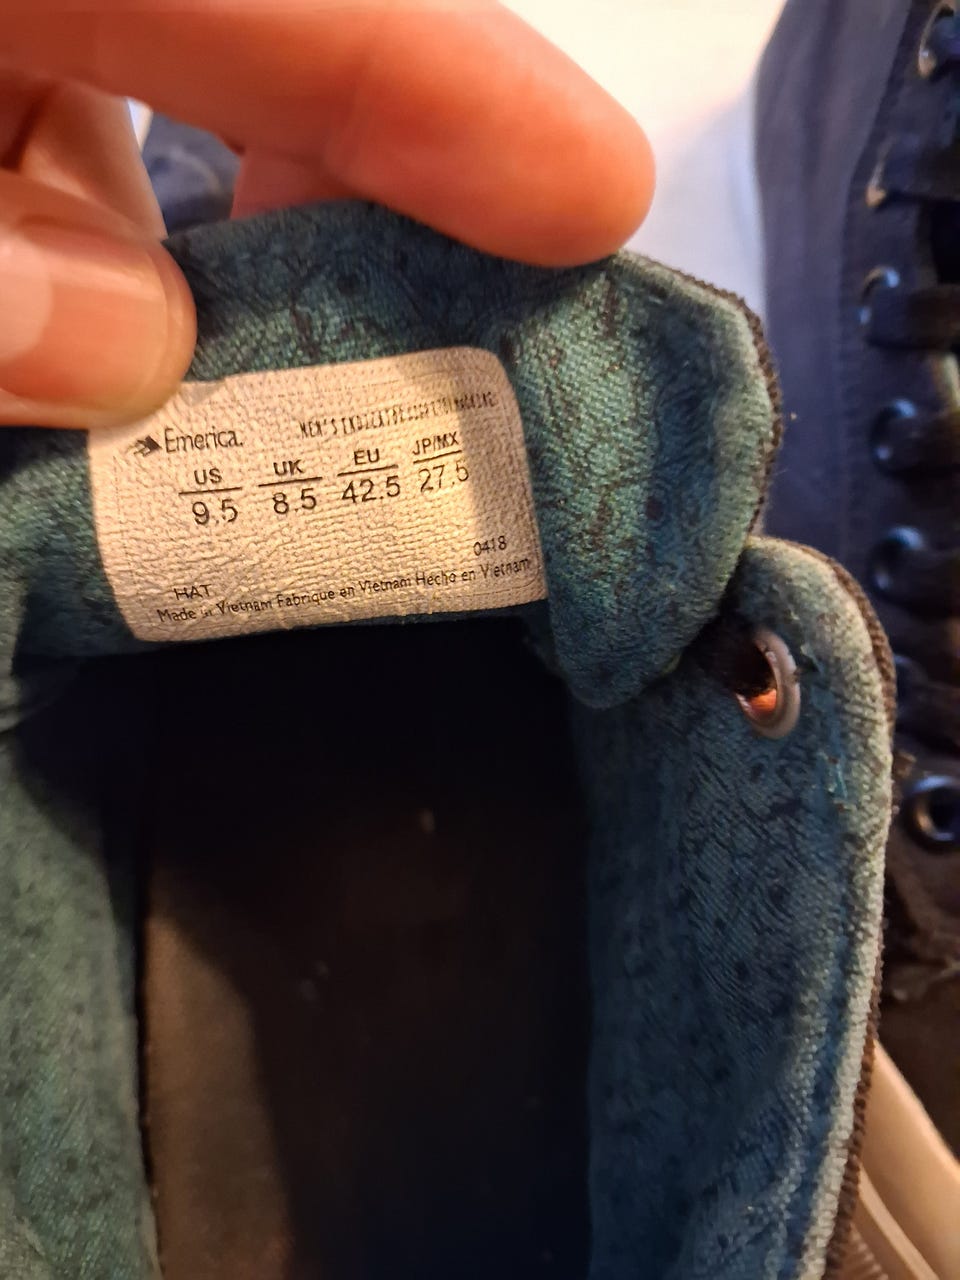 Emerica.
US UK EU JP/MX
9.5 8.5 42.5 27.5
0418
HAT
Made in Vietnam Fabrique en Vietnam Hecho en Vietnam